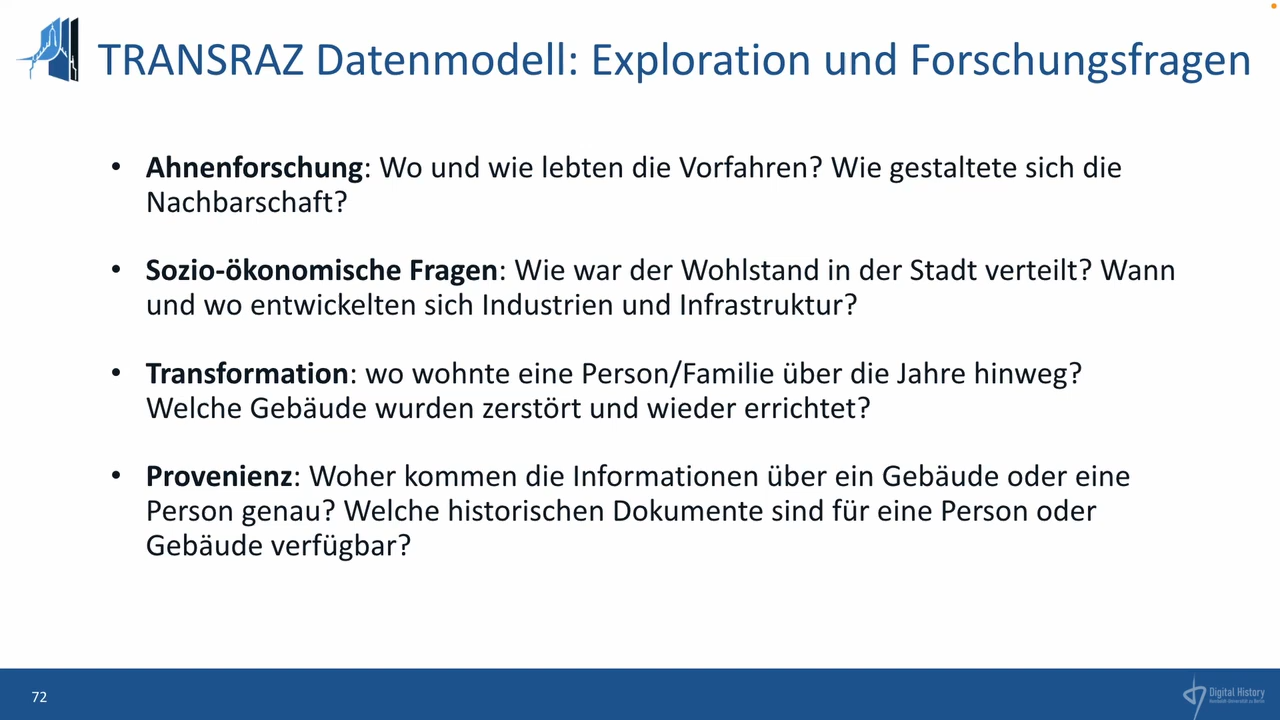 TRANSRAZ Datenmodell: Exploration und Forschungsfragen
• Ahnenforschung: Wo und wie lebten die Vorfahren? Wie gestaltete sich die
Nachbarschaft?
• Sozio-ökonomische Fragen: Wie war der Wohlstand in der Stadt verteilt? Wann
und wo entwickelten sich Industrien und Infrastruktur?
• Transformation: wo wohnte eine Person/Familie über die Jahre hinweg?
Welche Gebäude wurden zerstört und wieder errichtet?
• Provenienz: Woher kommen die Informationen über ein Gebäude oder eine
Person genau? Welche historischen Dokumente sind für eine Person oder
Gebäude verfügbar?
72
Digital History
Humboldt-Universität zu Berlin